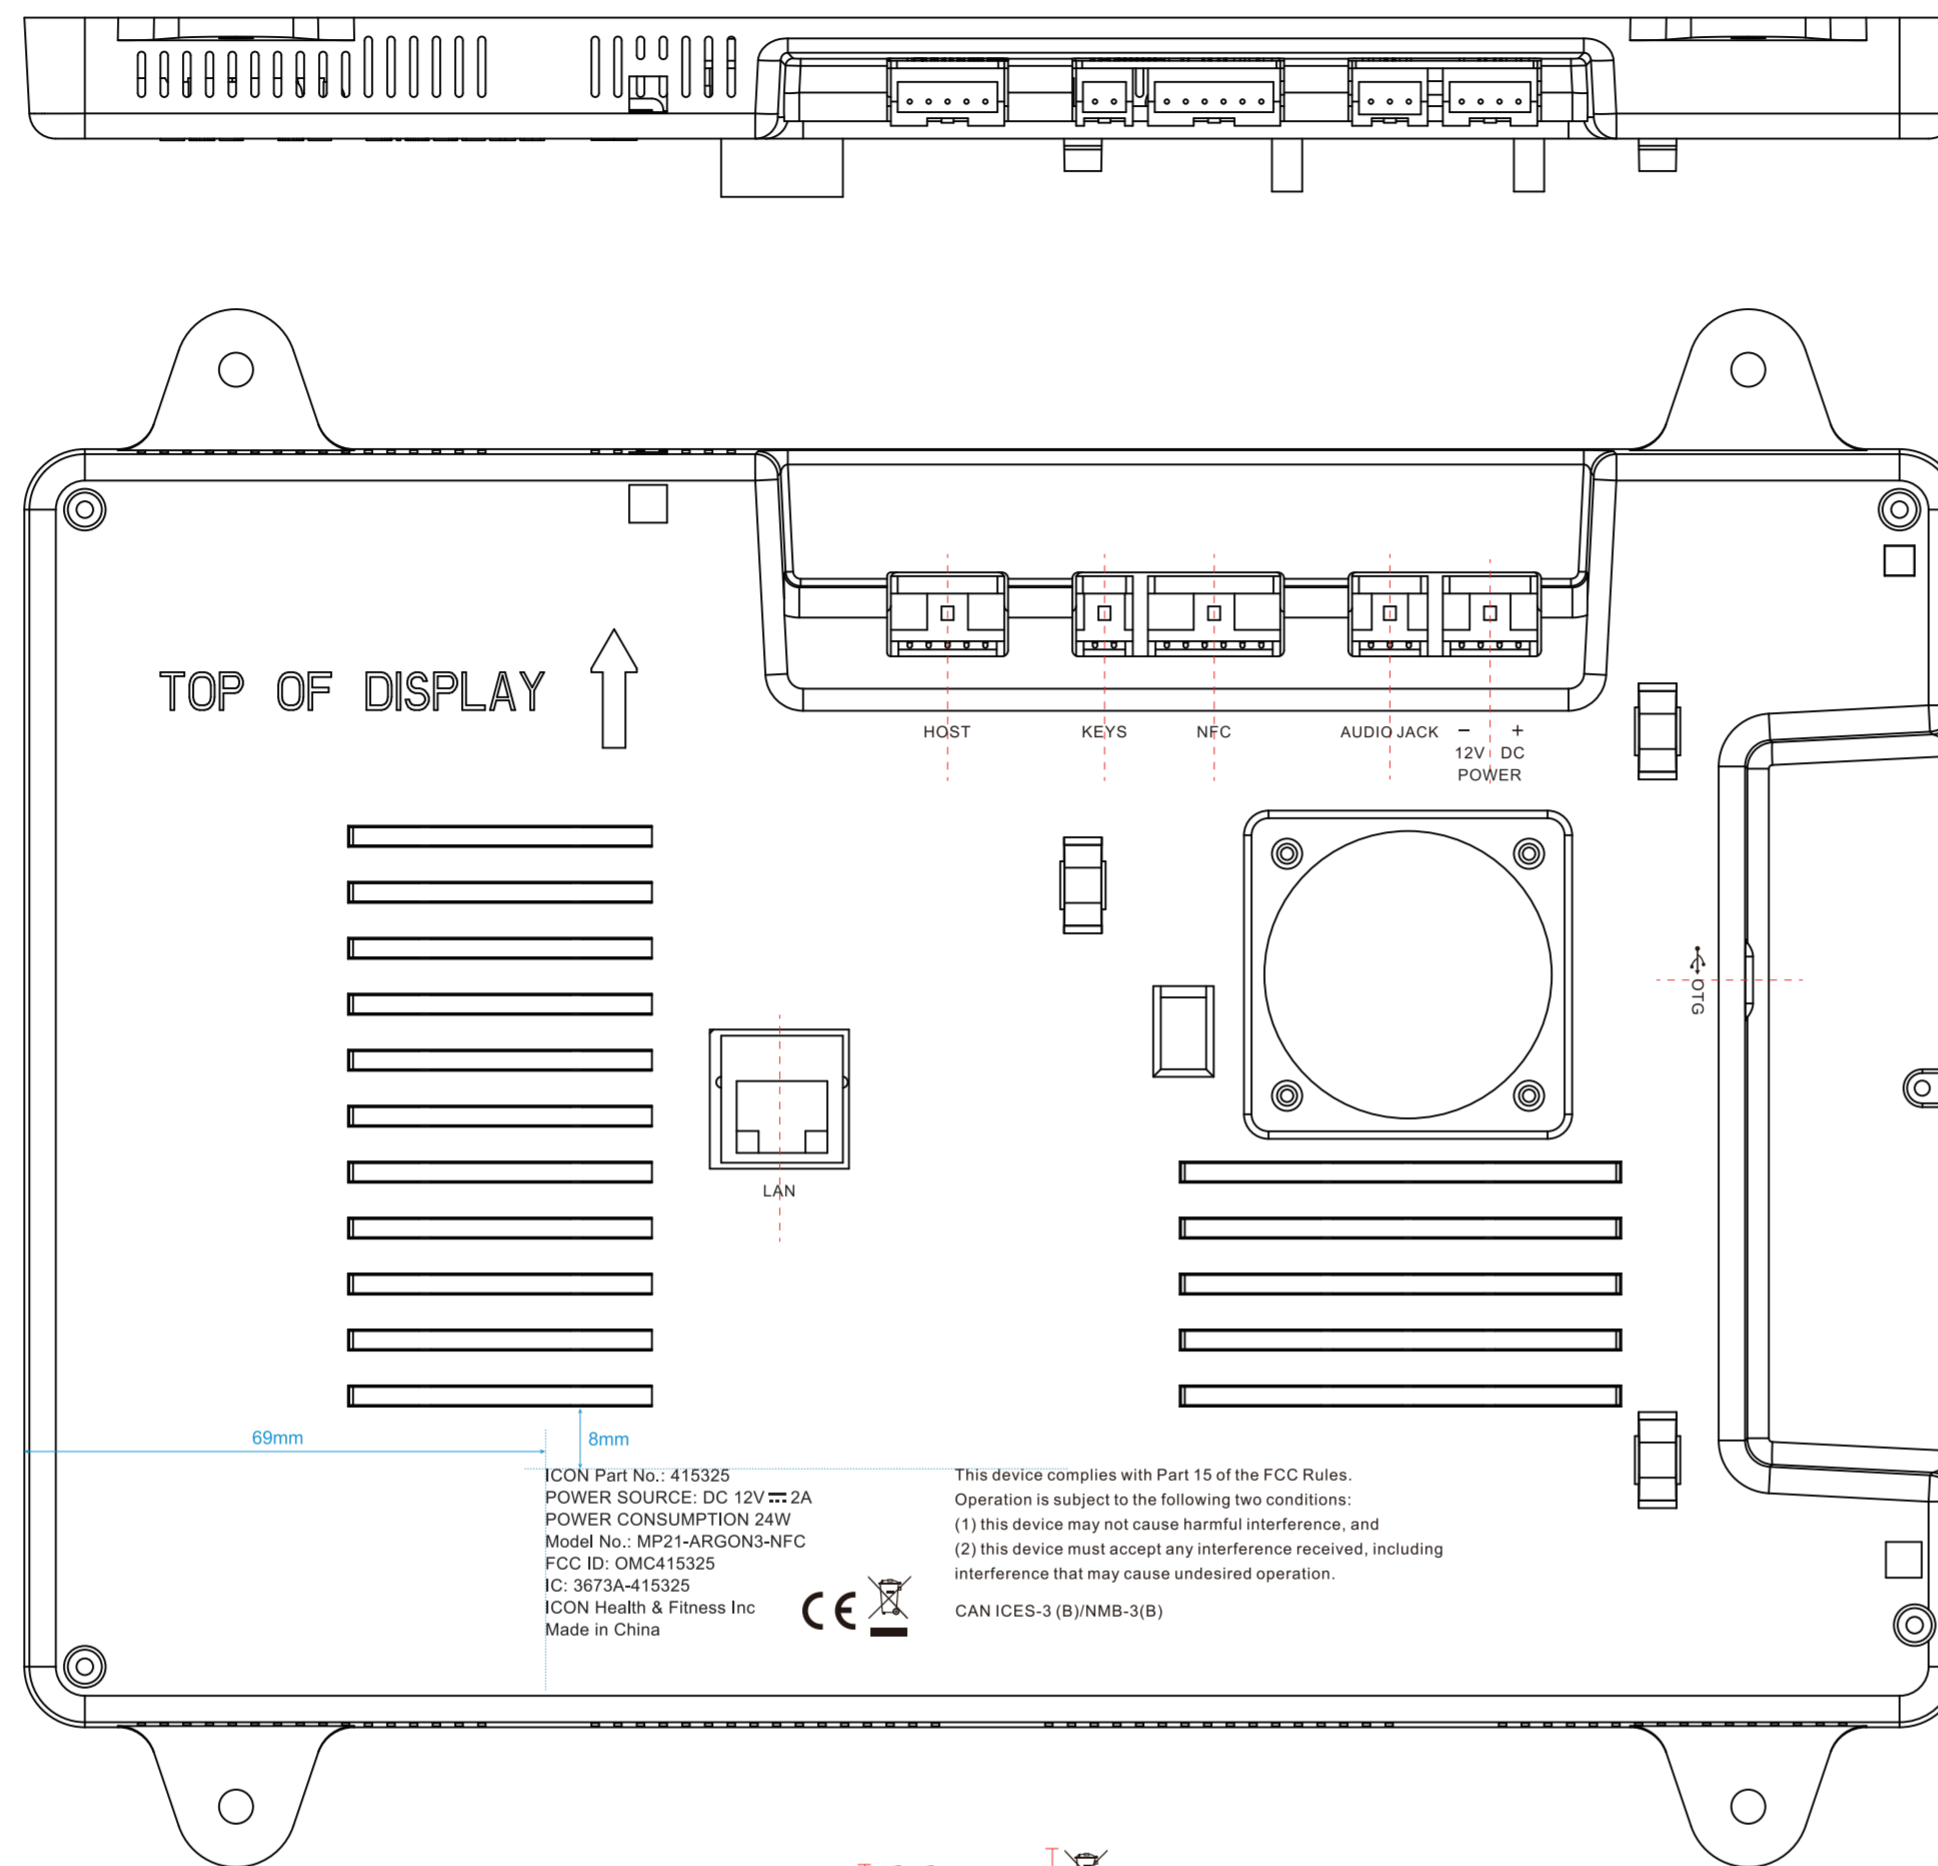 TOP OF DISPLAY
HOST KEYS NFC AUDIO JACK − +
12V DC
POWER
OTG
LAN
69mm
8mm
ICON Part No.: 415325
POWER SOURCE: DC 12V ⎓ 2A
POWER CONSUMPTION 24W
Model No.: MP21-ARGON3-NFC
FCC ID: OMC415325
IC: 3673A-415325
ICON Health & Fitness Inc
Made in China
CE
This device complies with Part 15 of the FCC Rules.
Operation is subject to the following two conditions:
(1) this device may not cause harmful interference, and
(2) this device must accept any interference received, including
interference that may cause undesired operation.
CAN ICES-3 (B)/NMB-3(B)